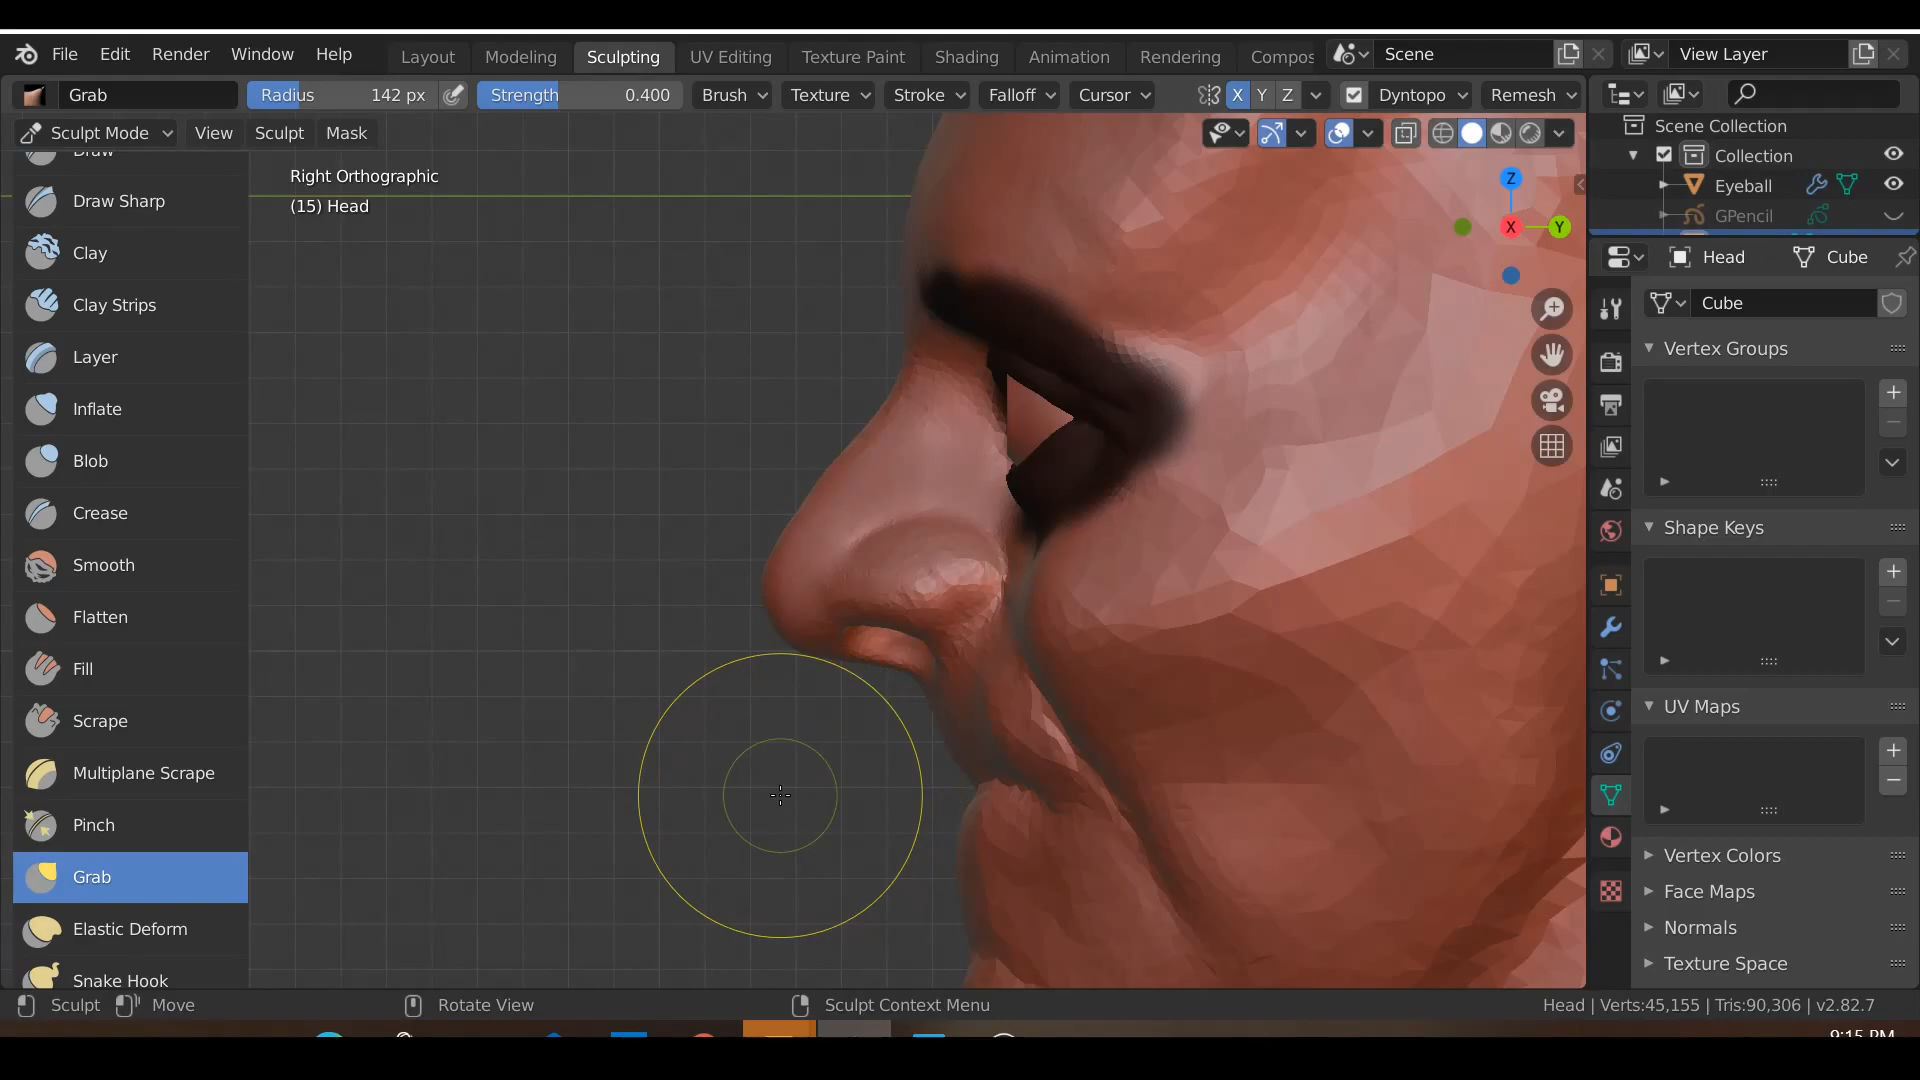 File Edit Render Window Help Layout Modeling Sculpting UV Editing Texture Paint Shading Animation Rendering Compos Scene View Layer
Grab Radius 142 px Strength 0.400 Brush Texture Stroke Falloff Cursor X Y Z Dyntopo Remesh
Sculpt Mode View Sculpt Mask
Right Orthographic
(15) Head
Draw
Draw Sharp
Clay
Clay Strips
Layer
Inflate
Blob
Crease
Smooth
Flatten
Fill
Scrape
Multiplane Scrape
Pinch
Grab
Elastic Deform
Snake Hook
Z
X
Y
Scene Collection
Collection
Eyeball
GPencil
Head Cube
Cube
Vertex Groups
Shape Keys
UV Maps
Vertex Colors
Face Maps
Normals
Texture Space
Sculpt Move Rotate View Sculpt Context Menu Head | Verts:45,155 | Tris:90,306 | v2.82.7
9:15 PM